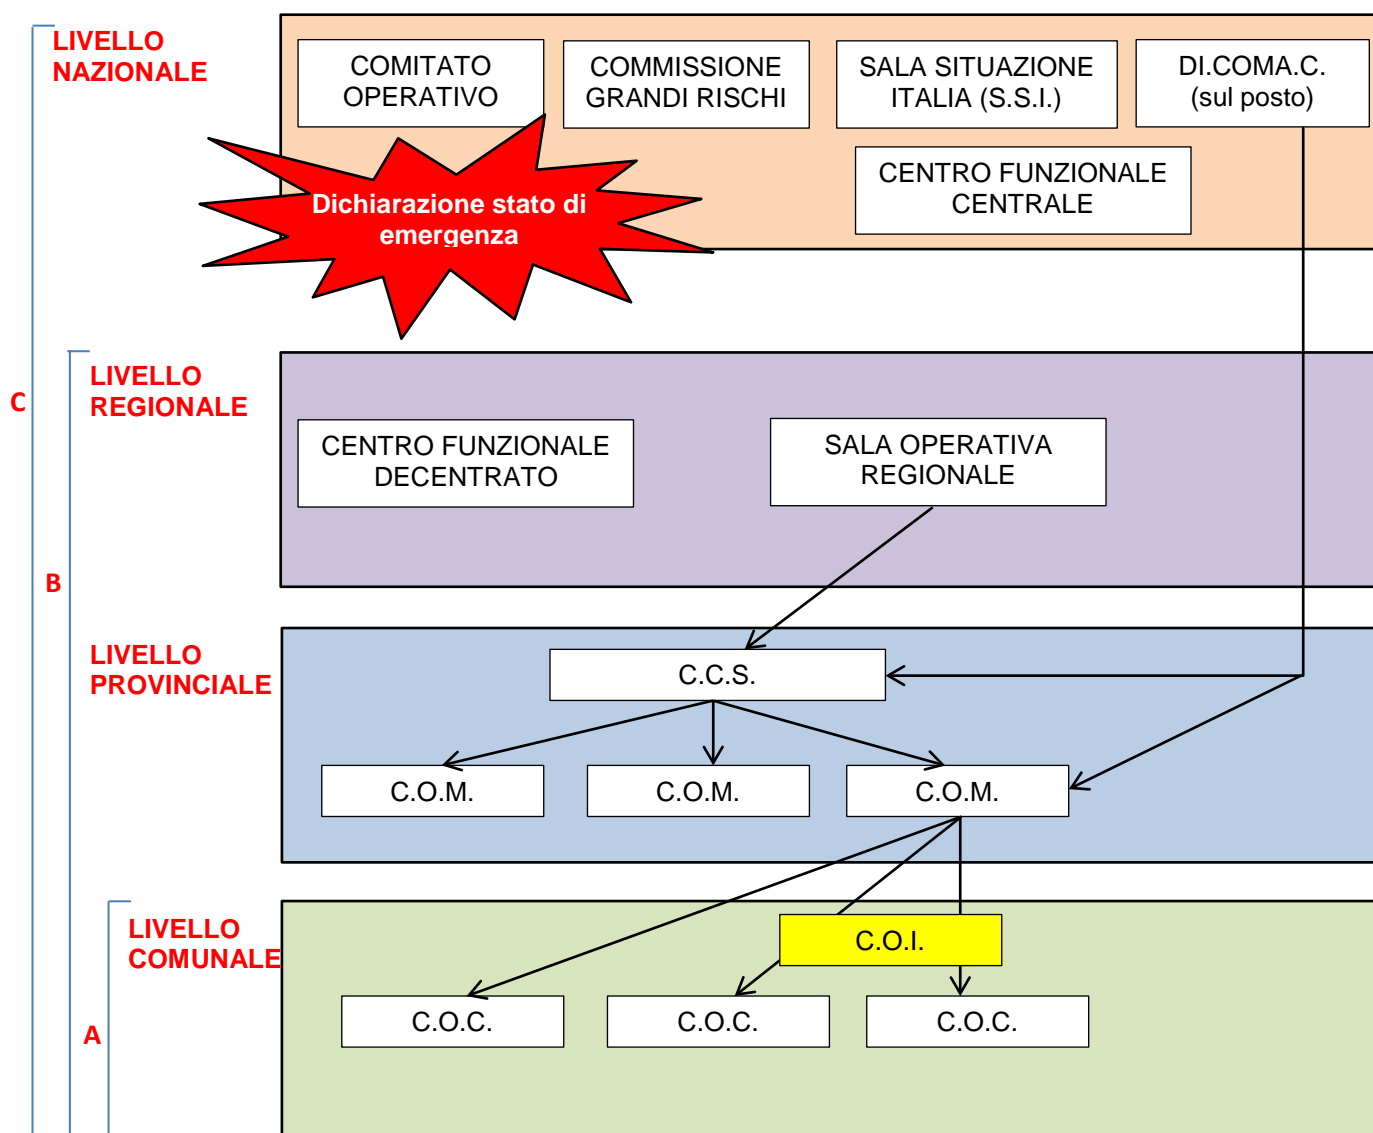 LIVELLO
NAZIONALE
COMITATO
OPERATIVO
COMMISSIONE
GRANDI RISCHI
SALA SITUAZIONE
ITALIA (S.S.I.)
DI.COMA.C.
(sul posto)
CENTRO FUNZIONALE
CENTRALE
Dichiarazione stato di
emergenza
C
LIVELLO
REGIONALE
CENTRO FUNZIONALE
DECENTRATO
SALA OPERATIVA
REGIONALE
B
LIVELLO
PROVINCIALE
C.C.S.
C.O.M.
C.O.M.
C.O.M.
LIVELLO
COMUNALE
C.O.I.
C.O.C.
C.O.C.
C.O.C.
A